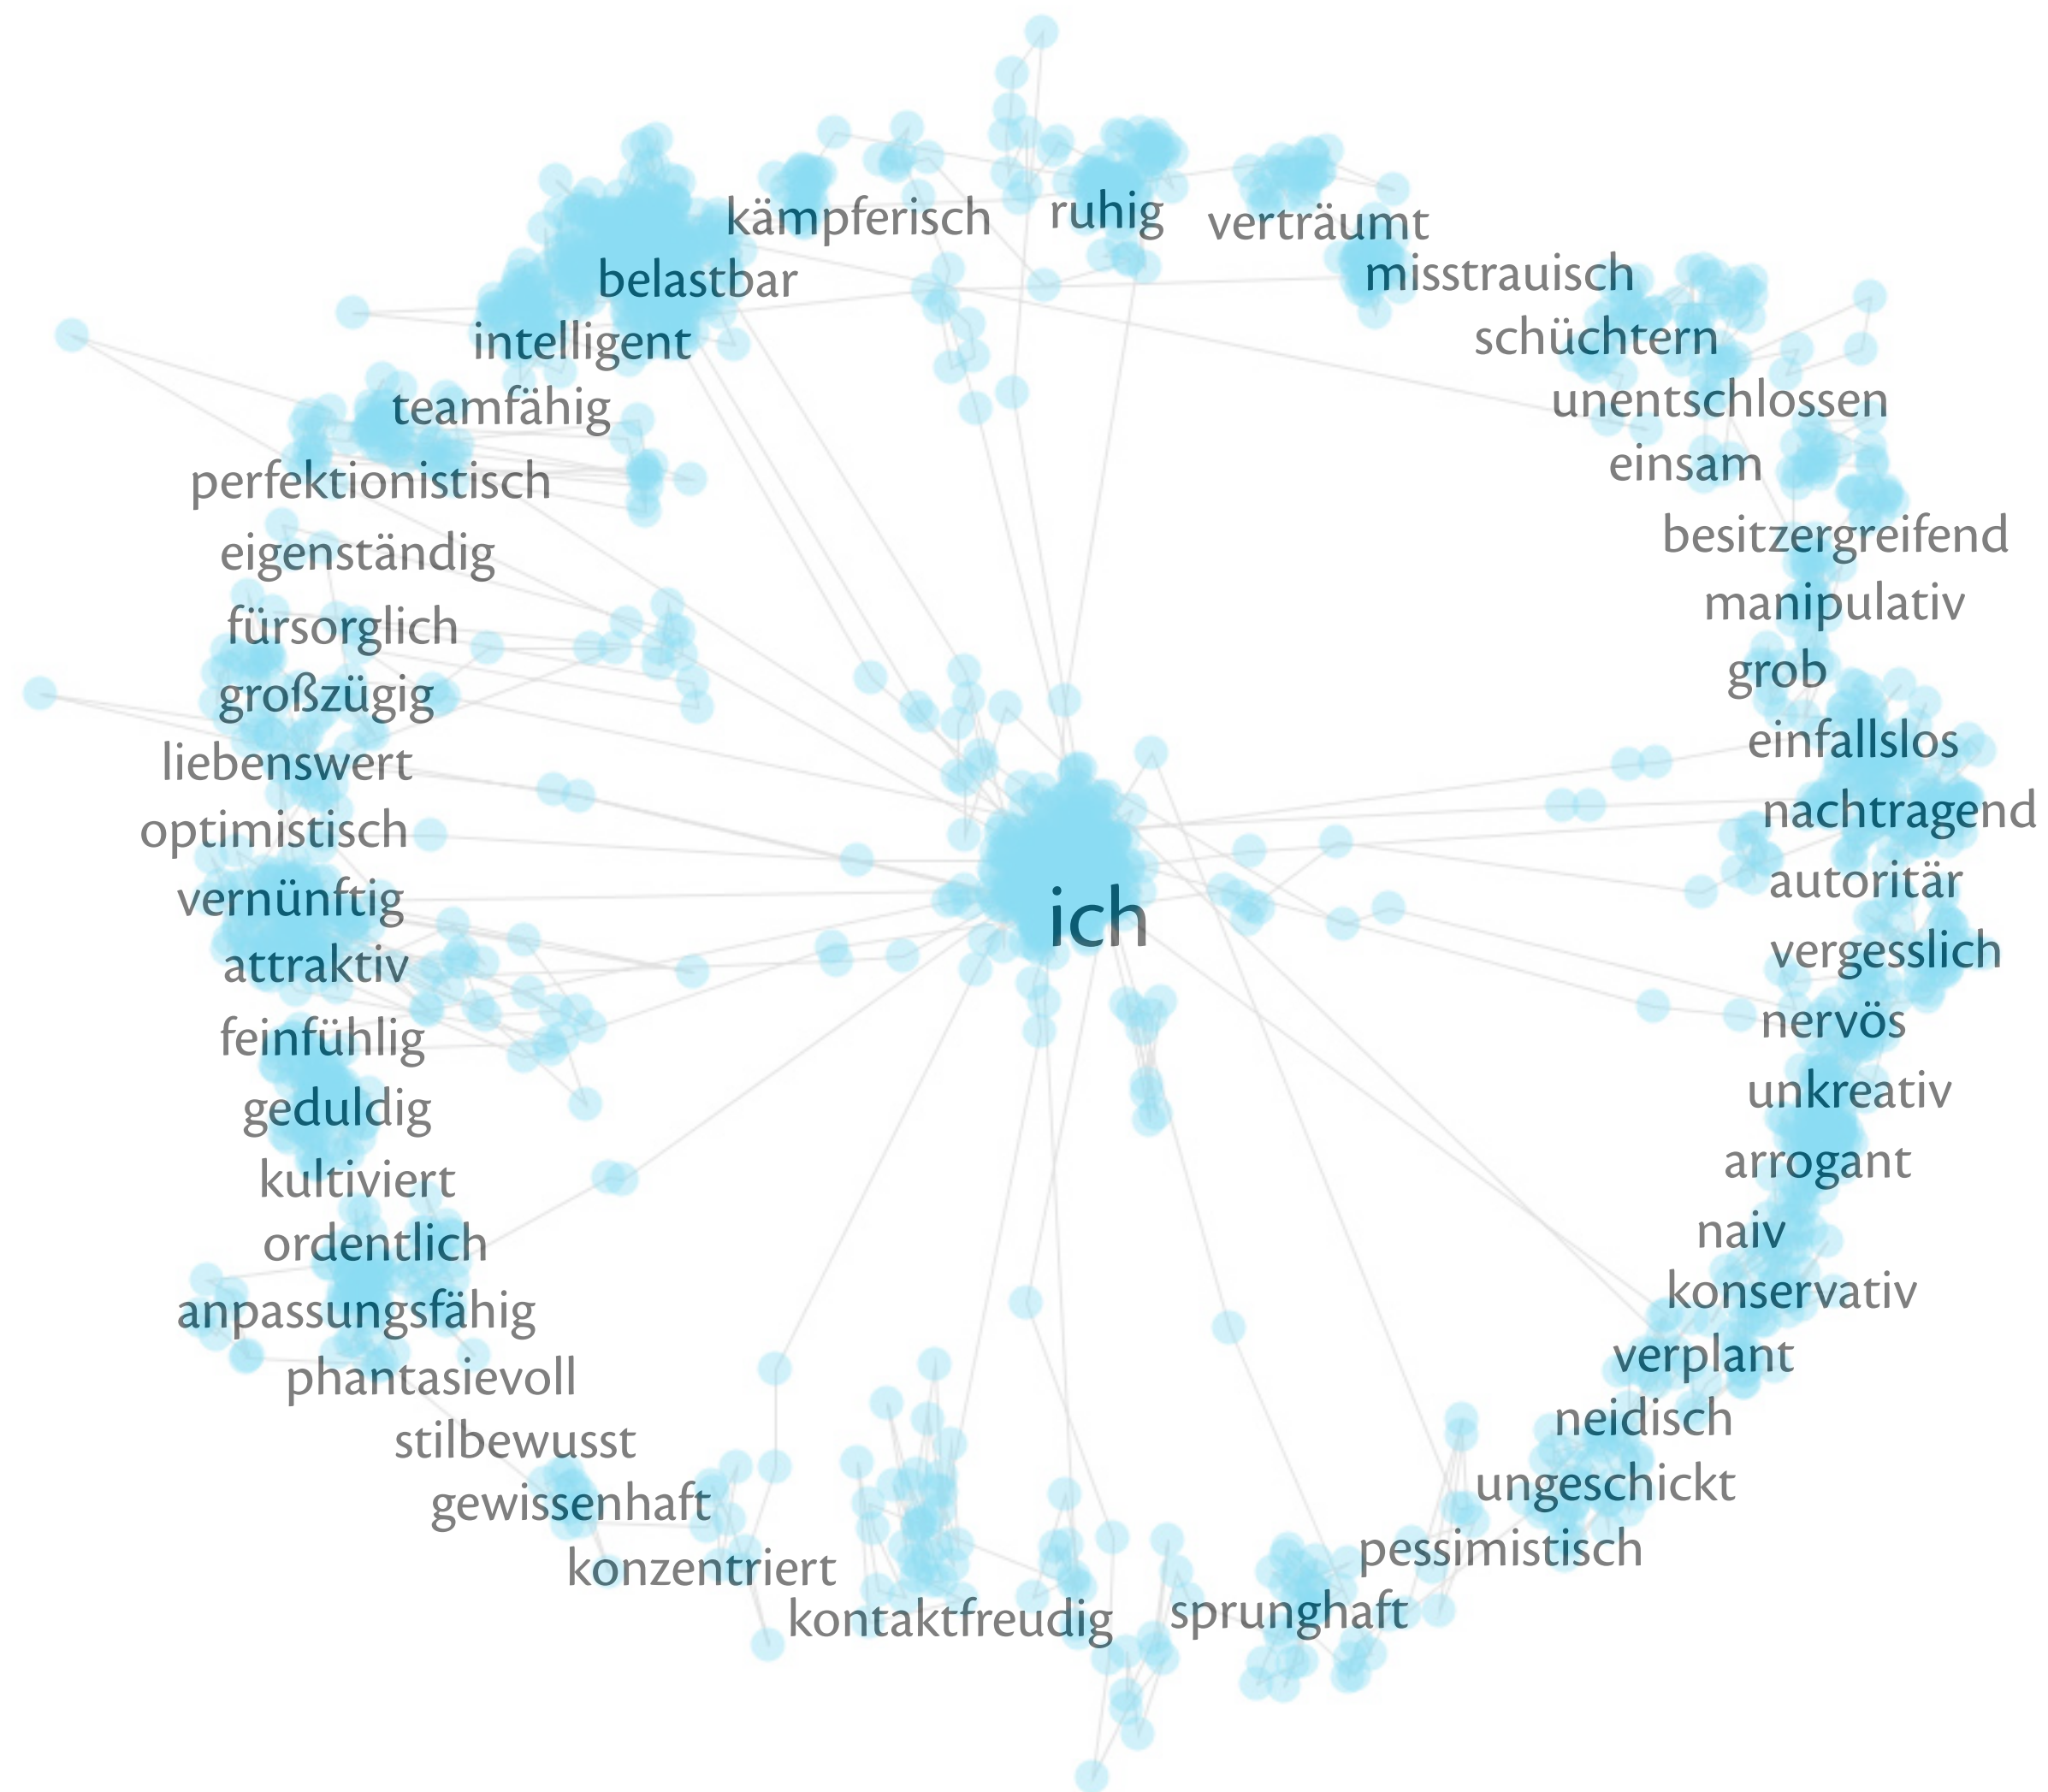 kämpferisch
ruhig
verträumt
misstrauisch
schüchtern
unentschlossen
einsam
besitzergreifend
manipulativ
grob
einfallslos
nachtragend
autoritär
vergesslich
nervös
unkreativ
arrogant
naiv
konservativ
verplant
neidisch
ungeschickt
pessimistisch
sprunghaft
kontaktfreudig
konzentriert
gewissenhaft
stilbewusst
phantasievoll
anpassungsfähig
ordentlich
kultiviert
geduldig
feinfühlig
attraktiv
vernünftig
optimistisch
liebenswert
großzügig
fürsorglich
eigenständig
perfektionistisch
teamfähig
intelligent
belastbar
ich